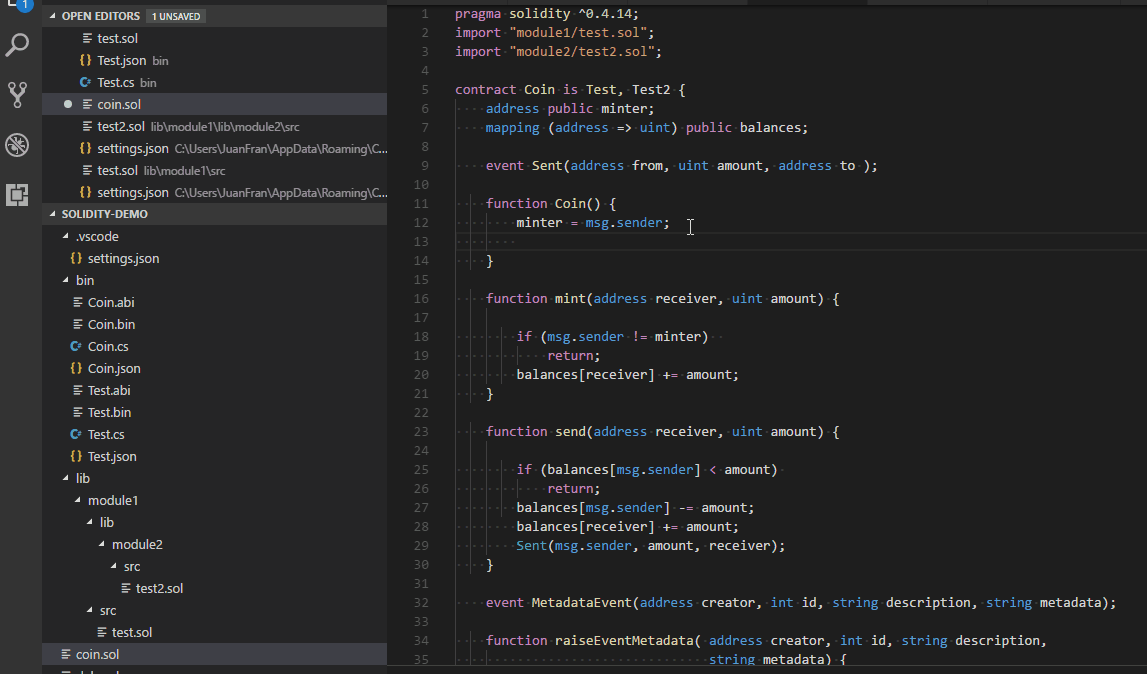 1
OPEN EDITORS 1 UNSAVED
test.sol
{} Test.json bin
C# Test.cs bin
coin.sol
test2.sol lib\module1\lib\module2\src
{} settings.json C:\Users\JuanFran\AppData\Roaming\C...
test.sol lib\module1\src
{} settings.json C:\Users\JuanFran\AppData\Roaming\C...
SOLIDITY-DEMO
.vscode
{} settings.json
bin
Coin.abi
Coin.bin
C# Coin.cs
{} Coin.json
Test.abi
Test.bin
C# Test.cs
{} Test.json
lib
module1
lib
module2
src
test2.sol
src
test.sol
coin.sol
1 pragma solidity ^0.4.14;
2 import "module1/test.sol";
3 import "module2/test2.sol";
4
5 contract Coin is Test, Test2 {
6 address public minter;
7 mapping (address => uint) public balances;
8
9 event Sent(address from, uint amount, address to );
10
11 function Coin() {
12 minter = msg.sender;
13
14 }
15
16 function mint(address receiver, uint amount) {
17
18 if (msg.sender != minter)
19 return;
20 balances[receiver] += amount;
21 }
22
23 function send(address receiver, uint amount) {
24
25 if (balances[msg.sender] < amount)
26 return;
27 balances[msg.sender] -= amount;
28 balances[receiver] += amount;
29 Sent(msg.sender, amount, receiver);
30 }
31
32 event MetadataEvent(address creator, int id, string description, string metadata);
33
34 function raiseEventMetadata( address creator, int id, string description,
35 string metadata) {